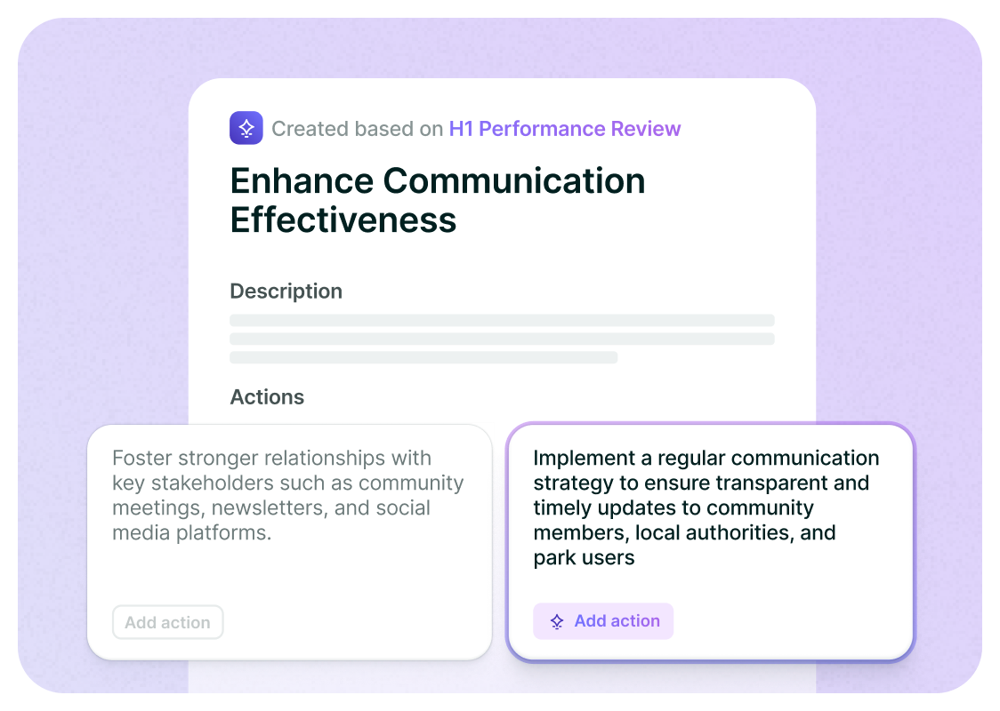 Created based on H1 Performance Review
Enhance Communication
Effectiveness
Description
Actions
Foster stronger relationships with
key stakeholders such as community
meetings, newsletters, and social
media platforms.
Add action
Implement a regular communication
strategy to ensure transparent and
timely updates to community
members, local authorities, and
park users
Add action